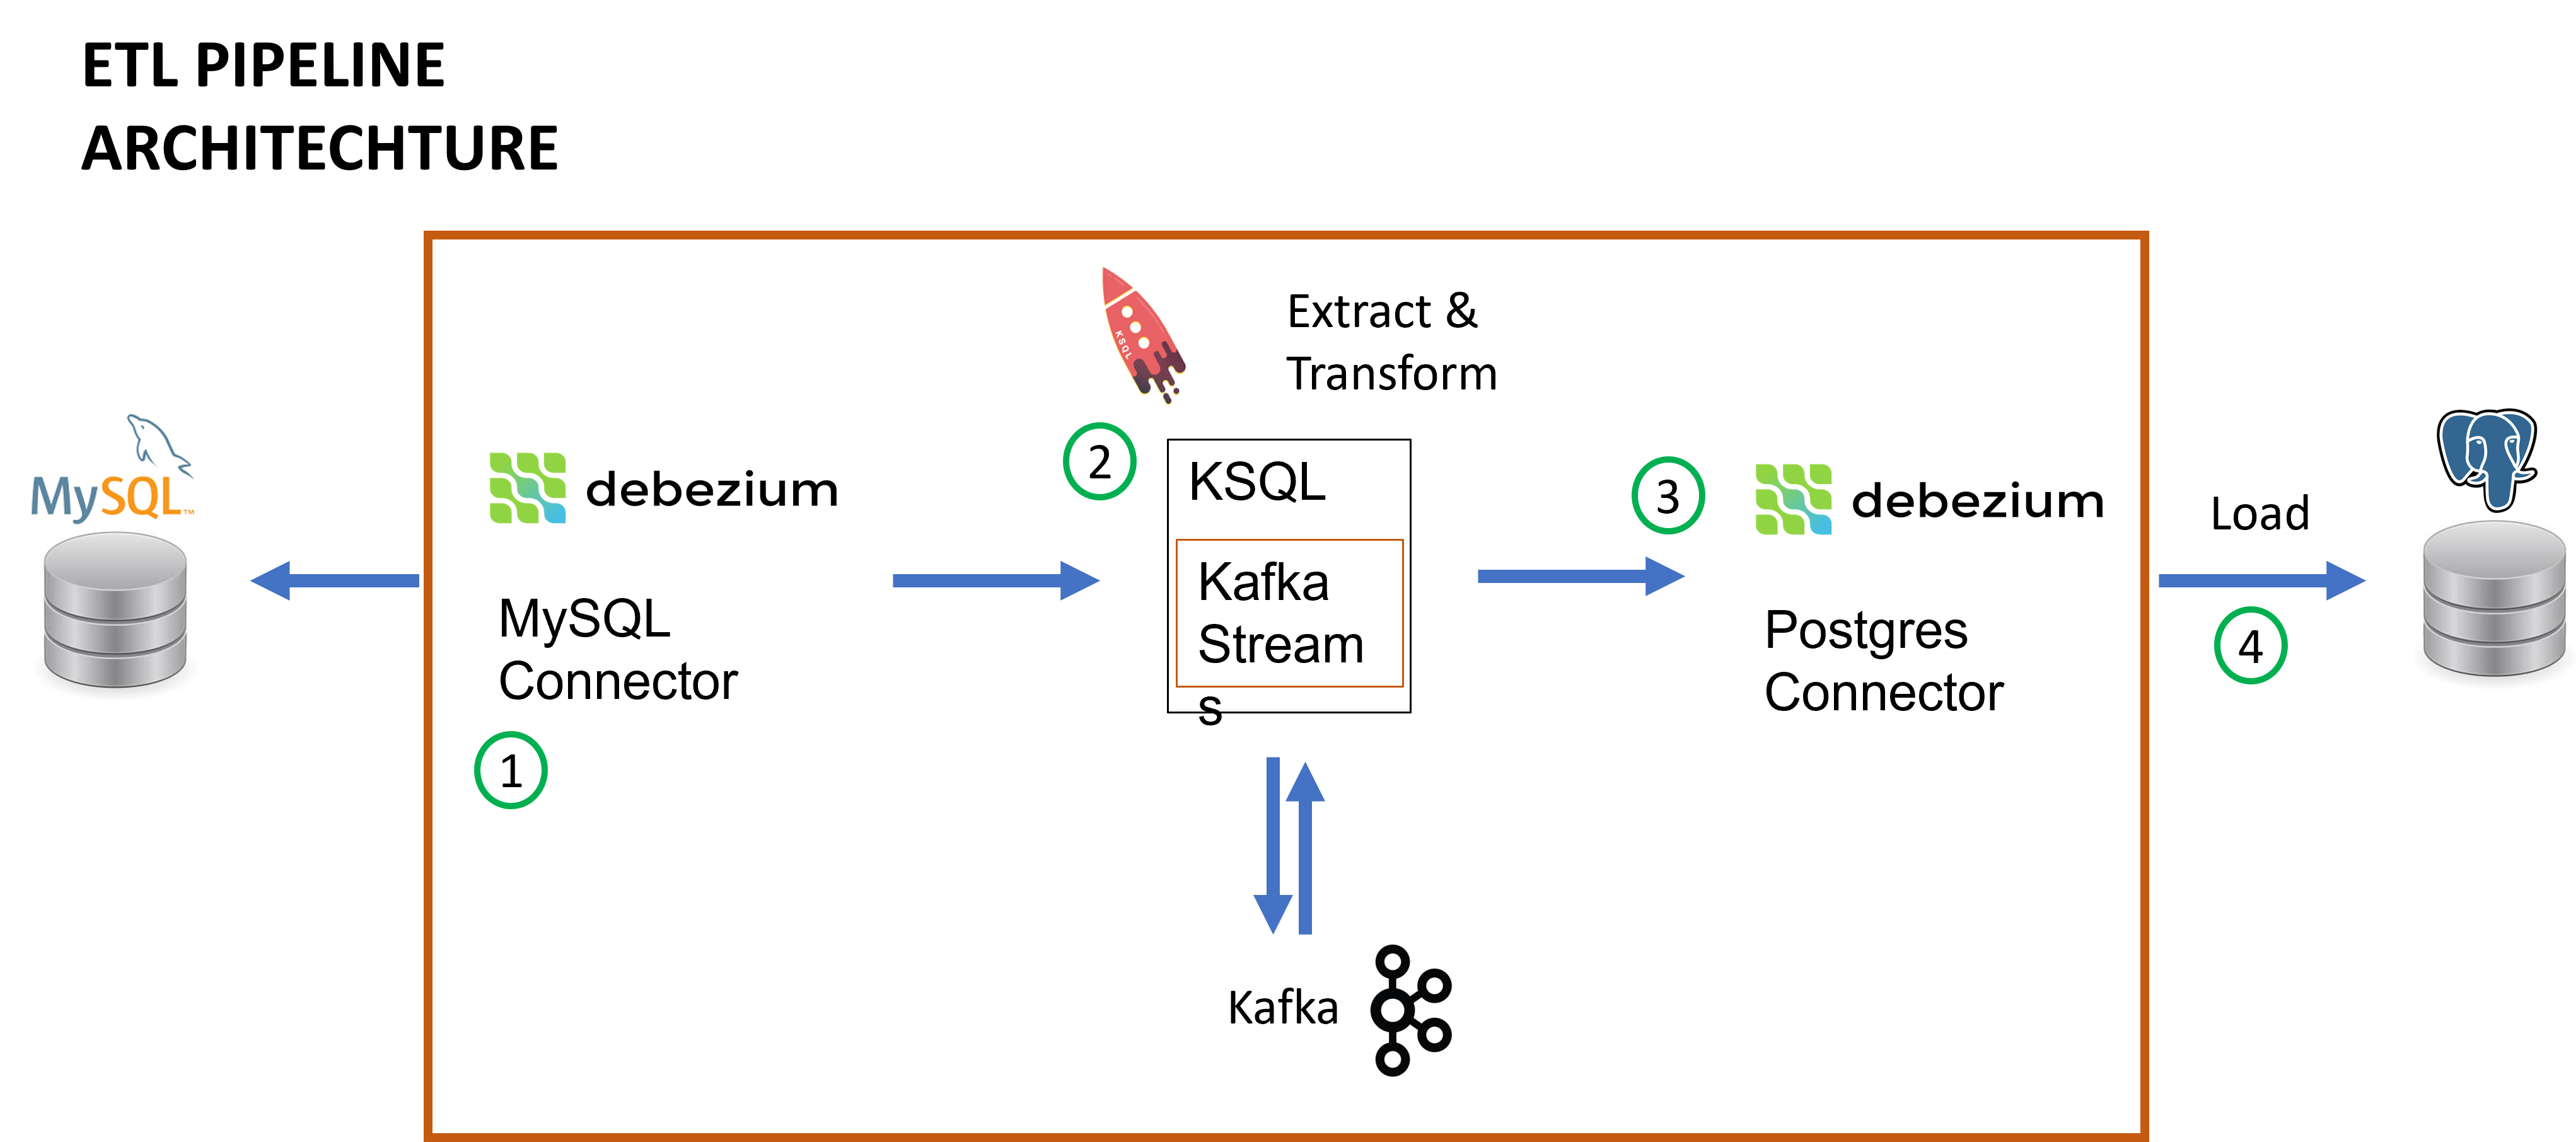 ETL PIPELINE
ARCHITECHTURE
KSQL
Extract &
Transform
MySQL™
debezium
MySQL
Connector
1
2
KSQL
Kafka
Stream
s
3
debezium
Postgres
Connector
Load
4
Kafka